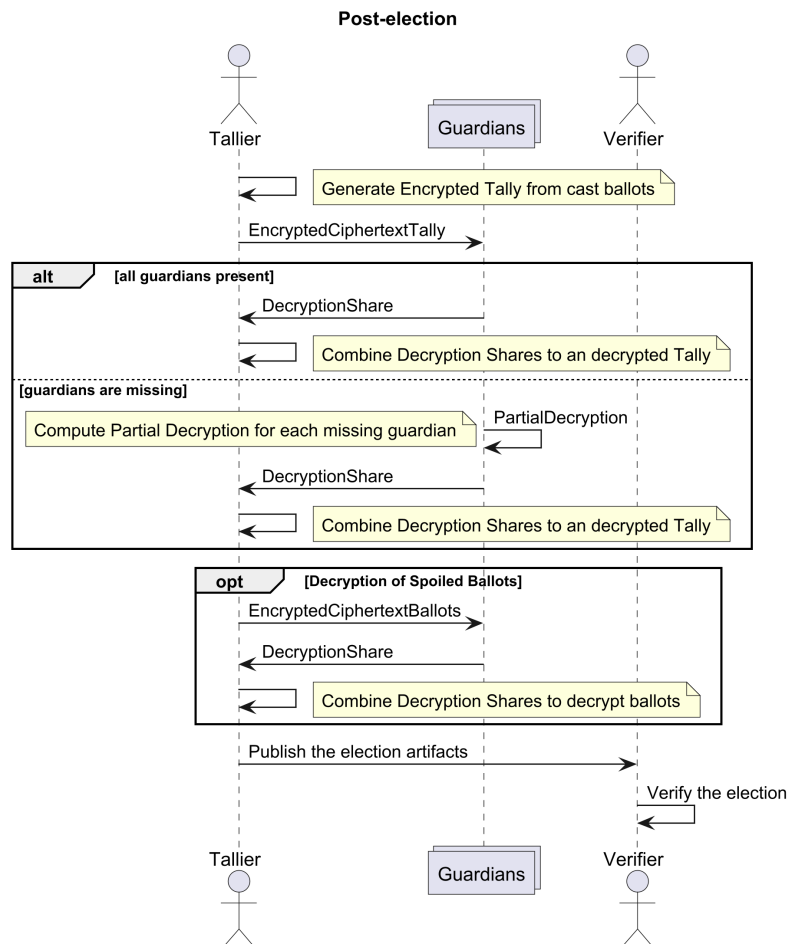 Post-election
Tallier
Guardians
Verifier
Generate Encrypted Tally from cast ballots
EncryptedCiphertextTally
alt
[all guardians present]
DecryptionShare
Combine Decryption Shares to an decrypted Tally
[guardians are missing]
PartialDecryption
Compute Partial Decryption for each missing guardian
DecryptionShare
Combine Decryption Shares to an decrypted Tally
opt
[Decryption of Spoiled Ballots]
EncryptedCiphertextBallots
DecryptionShare
Combine Decryption Shares to decrypt ballots
Publish the election artifacts
Verify the election
Tallier
Guardians
Verifier